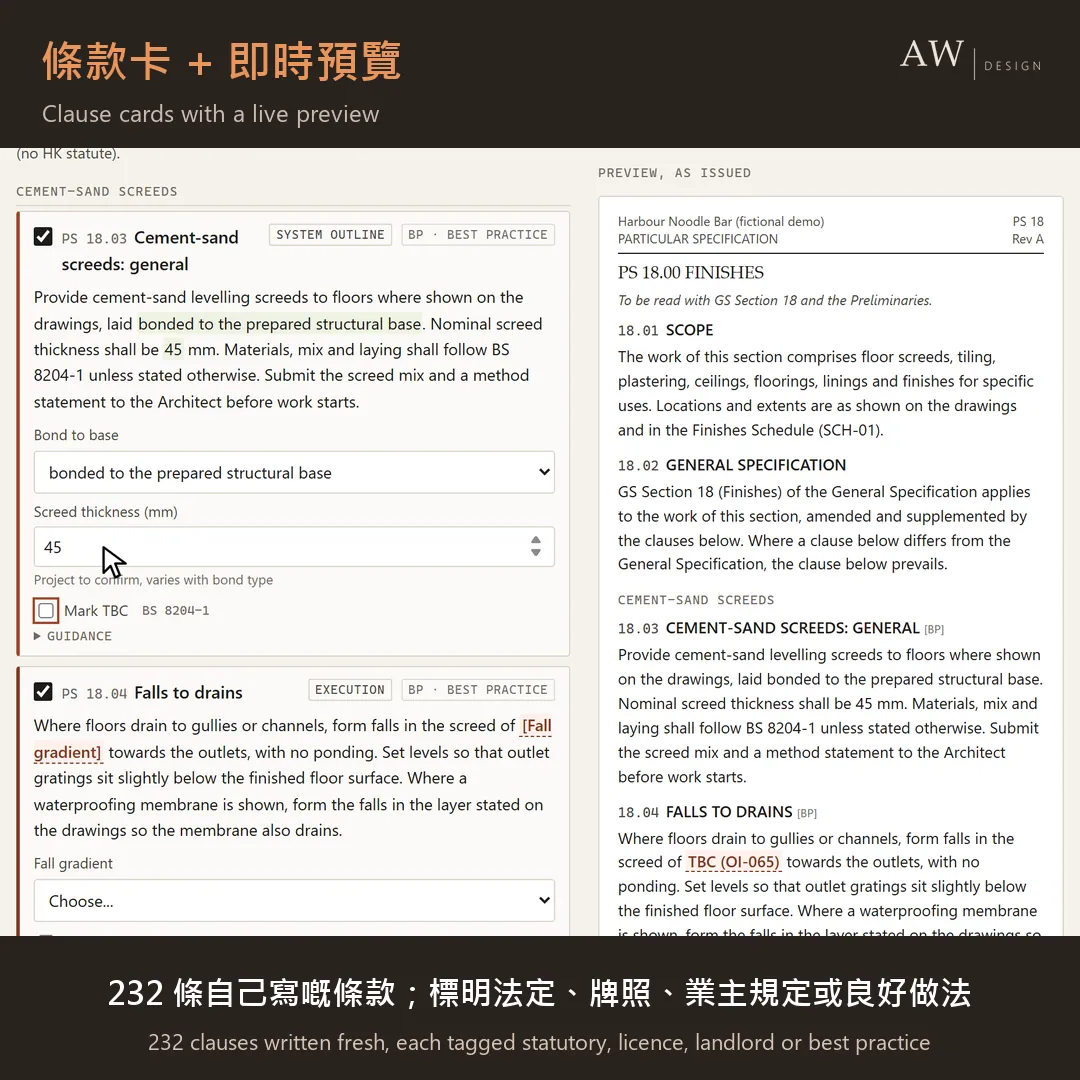 條款卡 + 即時預覽
Clause cards with a live preview
AW
DESIGN
(no HK statute).
CEMENT-SAND SCREEDS
PS 18.03 Cement-sand
screeds: general
SYSTEM OUTLINE
BP · BEST PRACTICE
Provide cement-sand levelling screeds to floors where shown on the
drawings, laid bonded to the prepared structural base. Nominal screed
thickness shall be 45 mm. Materials, mix and laying shall follow BS
8204-1 unless stated otherwise. Submit the screed mix and a method
statement to the Architect before work starts.
Bond to base
bonded to the prepared structural base
Screed thickness (mm)
45
Project to confirm, varies with bond type
Mark TBC BS 8204-1
GUIDANCE
PS 18.04 Falls to drains
EXECUTION
BP · BEST PRACTICE
Where floors drain to gullies or channels, form falls in the screed of [Fall
gradient] towards the outlets, with no ponding. Set levels so that outlet
gratings sit slightly below the finished floor surface. Where a
waterproofing membrane is shown, form the falls in the layer stated on
the drawings so the membrane also drains.
Fall gradient
Choose...
PREVIEW, AS ISSUED
Harbour Noodle Bar (fictional demo)
PS 18
PARTICULAR SPECIFICATION
Rev A
PS 18.00 FINISHES
To be read with GS Section 18 and the Preliminaries.
18.01 SCOPE
The work of this section comprises floor screeds, tiling,
plastering, ceilings, floorings, linings and finishes for specific
uses. Locations and extents are as shown on the drawings
and in the Finishes Schedule (SCH-01).
18.02 GENERAL SPECIFICATION
GS Section 18 (Finishes) of the General Specification applies
to the work of this section, amended and supplemented by
the clauses below. Where a clause below differs from the
General Specification, the clause below prevails.
CEMENT-SAND SCREEDS
18.03 CEMENT-SAND SCREEDS: GENERAL [BP]
Provide cement-sand levelling screeds to floors where shown
on the drawings, laid bonded to the prepared structural base.
Nominal screed thickness shall be 45 mm. Materials, mix and
laying shall follow BS 8204-1 unless stated otherwise. Submit
the screed mix and a method statement to the Architect
before work starts.
18.04 FALLS TO DRAINS [BP]
Where floors drain to gullies or channels, form falls in the
screed of TBC (OI-065) towards the outlets, with no
ponding. Set levels so that outlet gratings sit slightly below
the finished floor surface. Where a waterproofing membrane
is shown, form the falls in the layer stated on the drawings so
232 條自己寫嘅條款；標明法定、牌照、業主規定或良好做法
232 clauses written fresh, each tagged statutory, licence, landlord or best practice